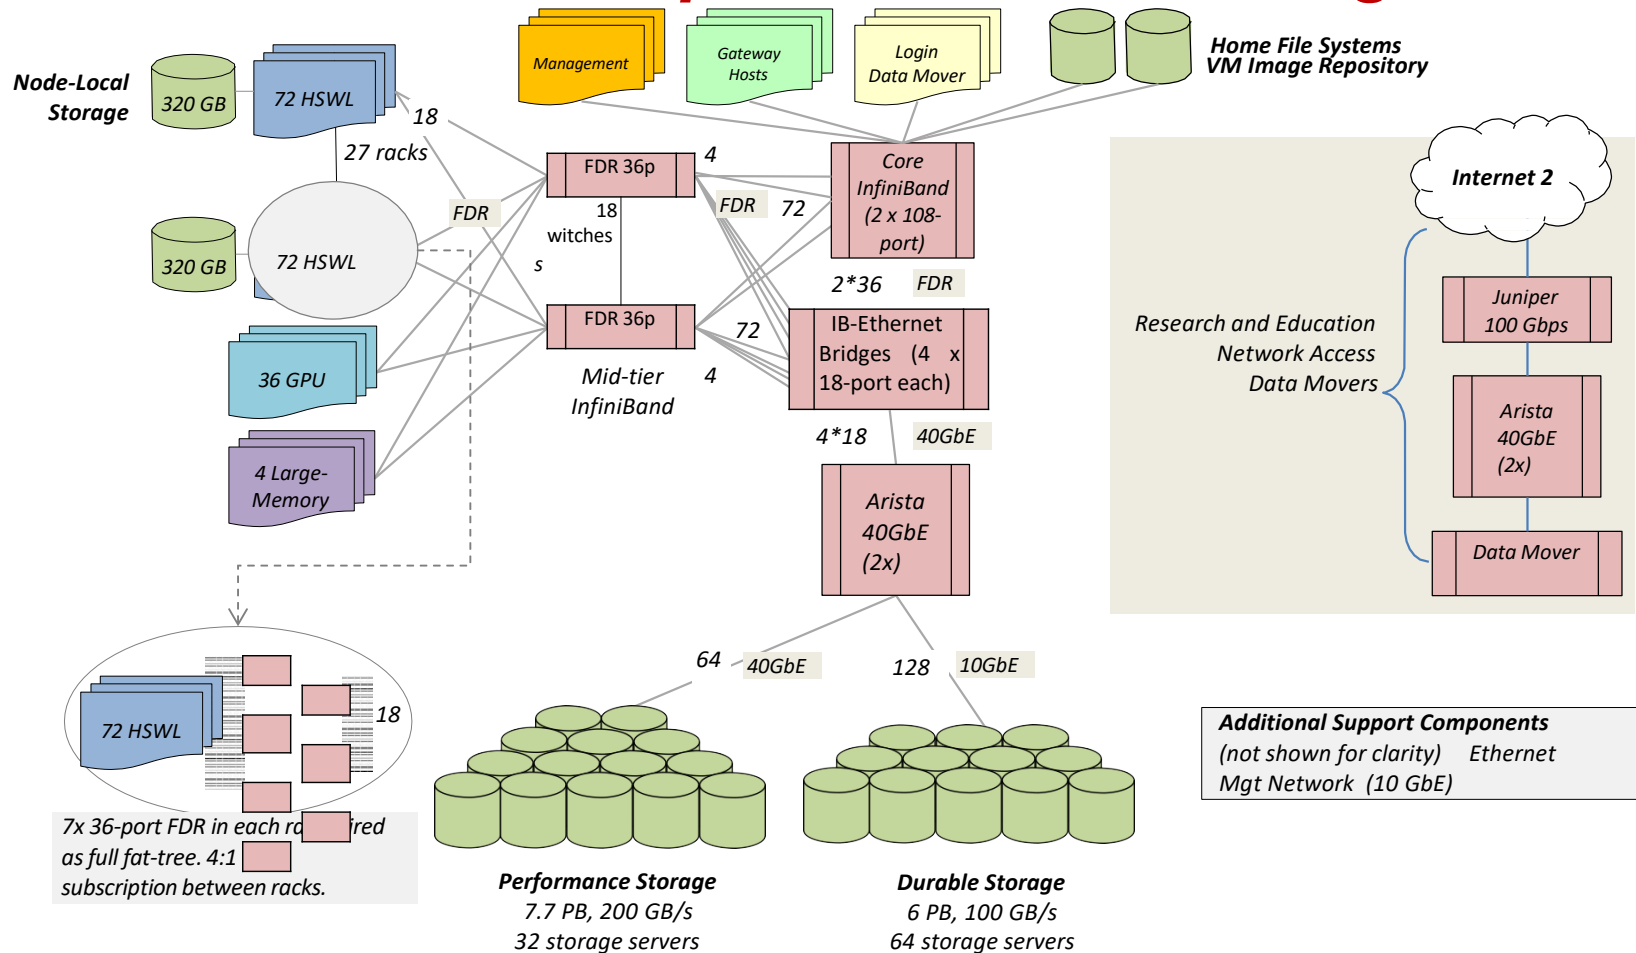 Node-Local
Storage
320 GB
72 HSWL
18
27 racks
320 GB
72 HSWL
FDR
36 GPU
4 Large-
Memory
Management
Gateway
Hosts
Login
Data Mover
Home File Systems
VM Image Repository
FDR 36p
4
18
witches
s
FDR
72
Core
InfiniBand
(2 x 108-
port)
2*36
FDR
FDR 36p
72
4
Mid-tier
InfiniBand
IB-Ethernet
Bridges (4 x
18-port each)
4*18
40GbE
Arista
40GbE
(2x)
64
40GbE
128
10GbE
Internet 2
Research and Education
Network Access
Data Movers
Juniper
100 Gbps
Arista
40GbE
(2x)
Data Mover
72 HSWL
18
7x 36-port FDR in each
as full fat-tree. 4:1
subscription between racks.
Performance Storage
7.7 PB, 200 GB/s
32 storage servers
Durable Storage
6 PB, 100 GB/s
64 storage servers
Additional Support Components
(not shown for clarity) Ethernet
Mgt Network (10 GbE)